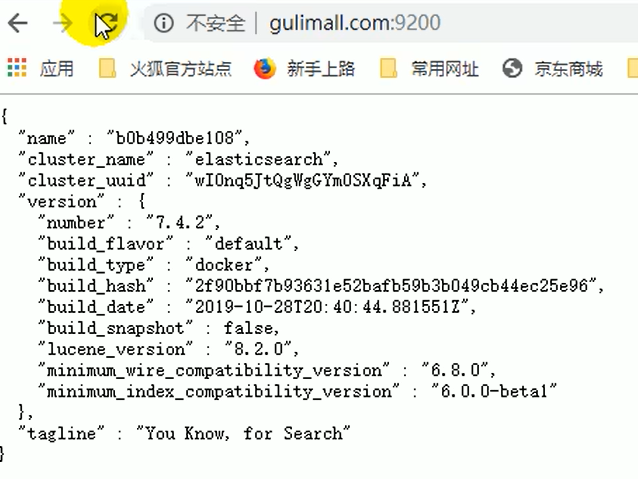 不安全 | gulimall.com:9200
应用 火狐官方站点 新手上路 常用网址 京东商城
{
"name" : "b0b499dbe108",
"cluster_name" : "elasticsearch",
"cluster_uuid" : "wI0nq5JtQgWgGYm0SXqFiA",
"version" : {
"number" : "7.4.2",
"build_flavor" : "default",
"build_type" : "docker",
"build_hash" : "2f90bbf7b93631e52bafb59b3b049cb44ec25e96",
"build_date" : "2019-10-28T20:40:44.881551Z",
"build_snapshot" : false,
"lucene_version" : "8.2.0",
"minimum_wire_compatibility_version" : "6.8.0",
"minimum_index_compatibility_version" : "6.0.0-beta1"
},
"tagline" : "You Know, for Search"
}